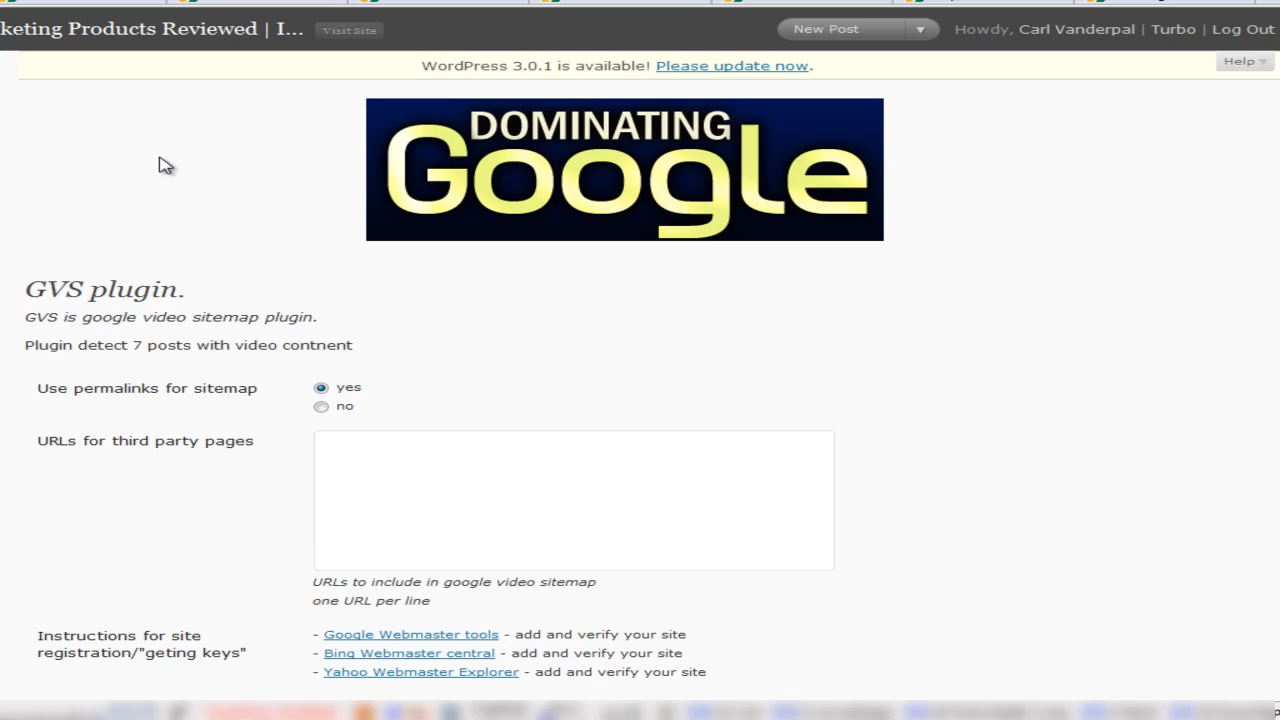 keting Products Reviewed | I... Visit Site New Post Howdy, Carl Vanderpal | Turbo | Log Out
WordPress 3.0.1 is available! Please update now. Help
DOMINATING
Google
GVS plugin.
GVS is google video sitemap plugin.
Plugin detect 7 posts with video contnent
Use permalinks for sitemap yes
no
URLs for third party pages
URLs to include in google video sitemap
one URL per line
Instructions for site - Google Webmaster tools - add and verify your site
registration/"geting keys" - Bing Webmaster central - add and verify your site
- Yahoo Webmaster Explorer - add and verify your site